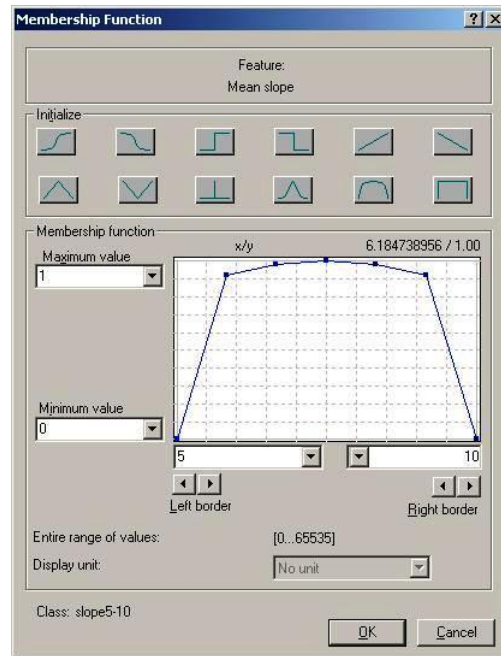 Membership Function
Feature:
Mean slope
Initialize
Membership function
x/y 6.184738956 / 1.00
Maximum value
1
Minimum value
0
5 10
Left border Right border
Entire range of values: [0...65535]
Display unit: No unit
Class: slope5-10
OK Cancel